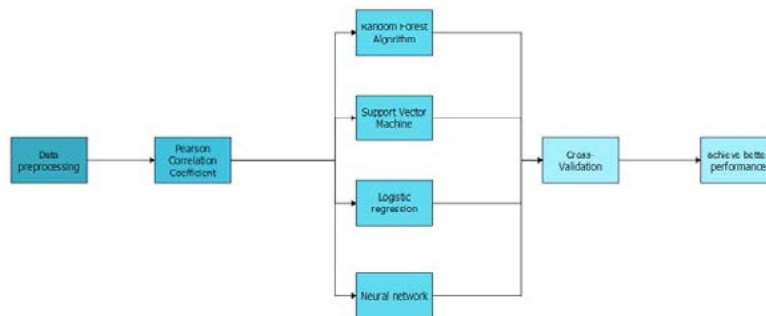 Data
preprocessing
Pearson
Correlation
Coefficient
Random Forest
Algorithm
Support Vector
Machine
Logistic
regression
Neural network
Cross-
Validation
achieve better
performance